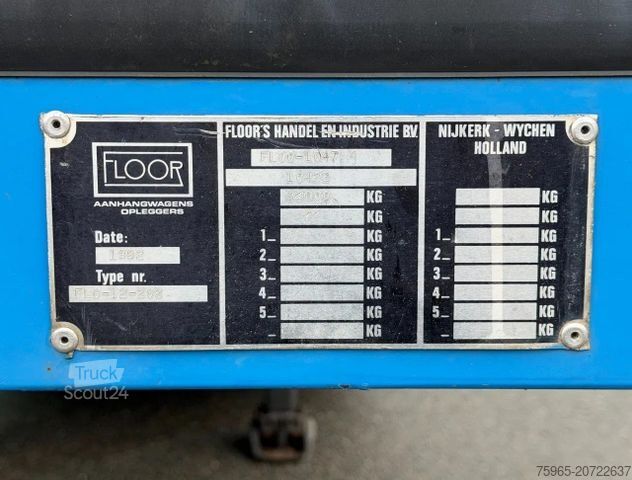 FLOOR
AANHANGWAGENS
OPLEGGERS
Date:
Type nr.
FLOOR'S HANDEL EN INDUSTRIE BV.
KG
KG
1_ KG
2_ KG
3_ KG
4_ KG
5_ KG
_ KG
NIJKERK - WYCHEN
HOLLAND
KG
KG
1_ KG
2_ KG
3_ KG
4_ KG
5_ KG
_ KG
Truck
Scout24
75965-20722637